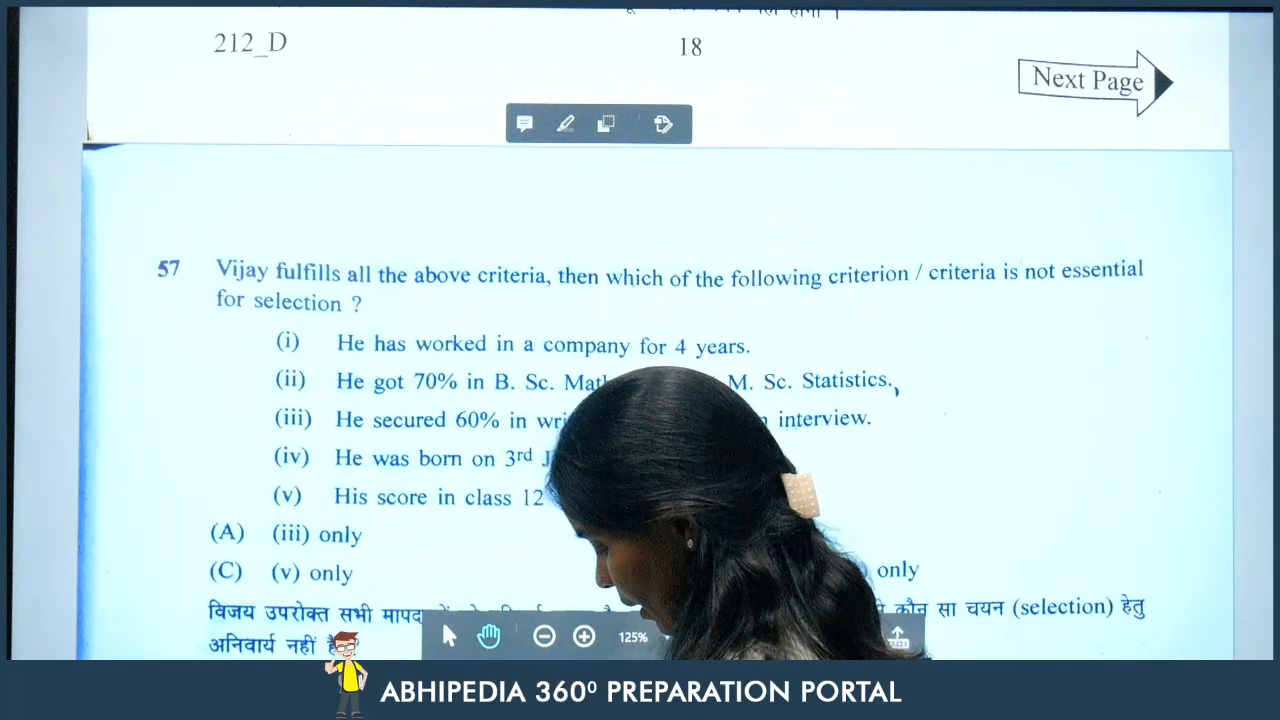 212_D
18
Next Page
57 Vijay fulfills all the above criteria, then which of the following criterion / criteria is not essential
for selection ?
(i) He has worked in a company for 4 years.
(ii) He got 70% in B. Sc. M. Sc. Statistics.
(iii) He secured 60% in interview.
(iv) He was born on 3rd
(v) His score in class 12
(A) (iii) only
(C) (v) only only
विजय उपरोक्त सभी कौन सा चयन (selection) हेतु
अनिवार्य नहीं
125%
ABHIPEDIA 360⁰ PREPARATION PORTAL